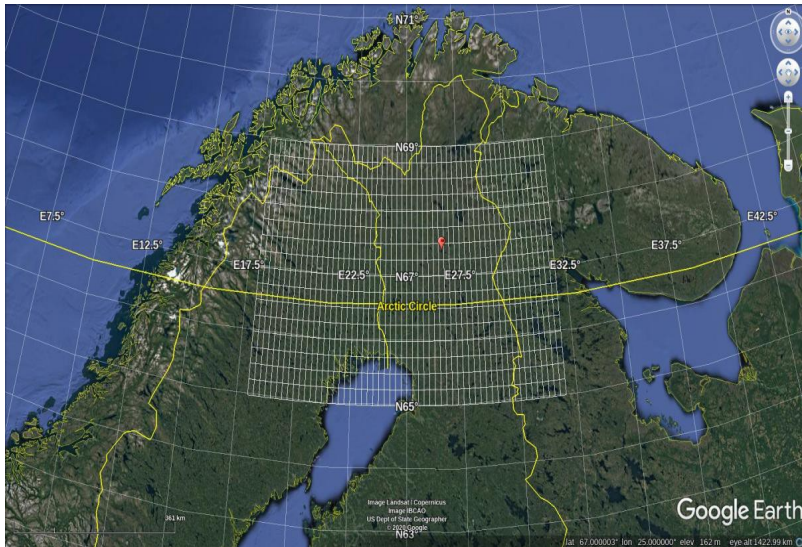 N
N71°
N69°
E7.5°
E42.5°
E12.5°
E37.5°
E17.5°
E22.5°
N67°
E27.5°
E32.5°
Arctic Circle
N65°
361 km
Image Landsat / Copernicus
Image IBCAO
US Dept of State Geographer
© 2020 Google
Google Earth
N63°
lat 67.000003° lon 25.000000° elev 162 m eye alt 1422.99 km